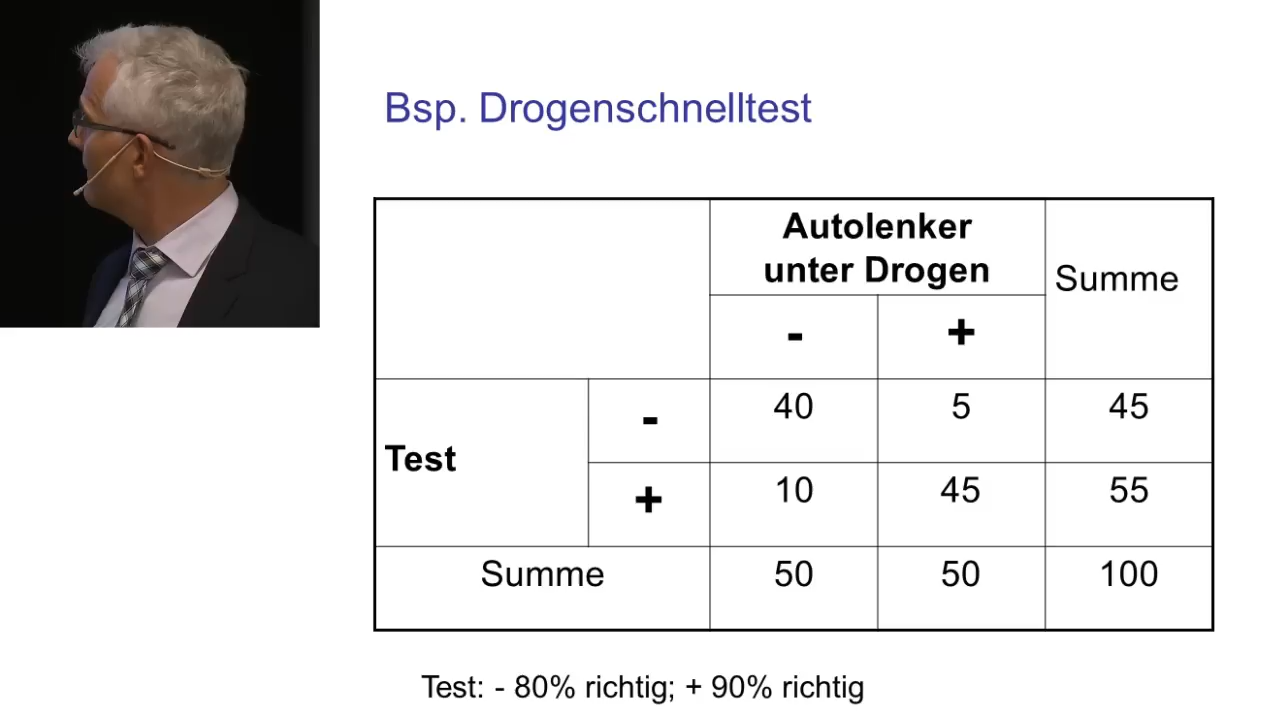 Bsp. Drogenschnelltest
Autolenker
unter Drogen
Summe
- +
Test
- 40 5 45
+ 10 45 55
Summe 50 50 100
Test: - 80% richtig; + 90% richtig